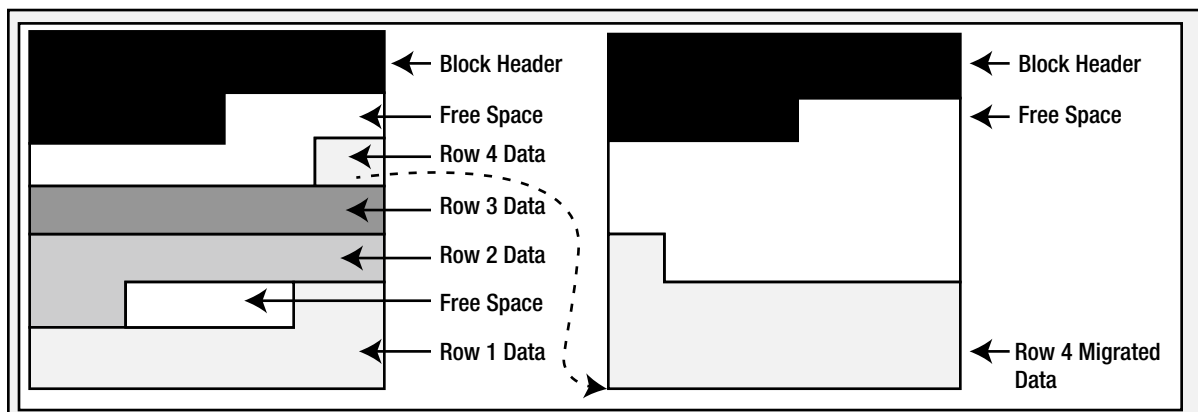 Block Header
Free Space
Row 4 Data
Row 3 Data
Row 2 Data
Free Space
Row 1 Data
Block Header
Free Space
Row 4 Migrated
Data